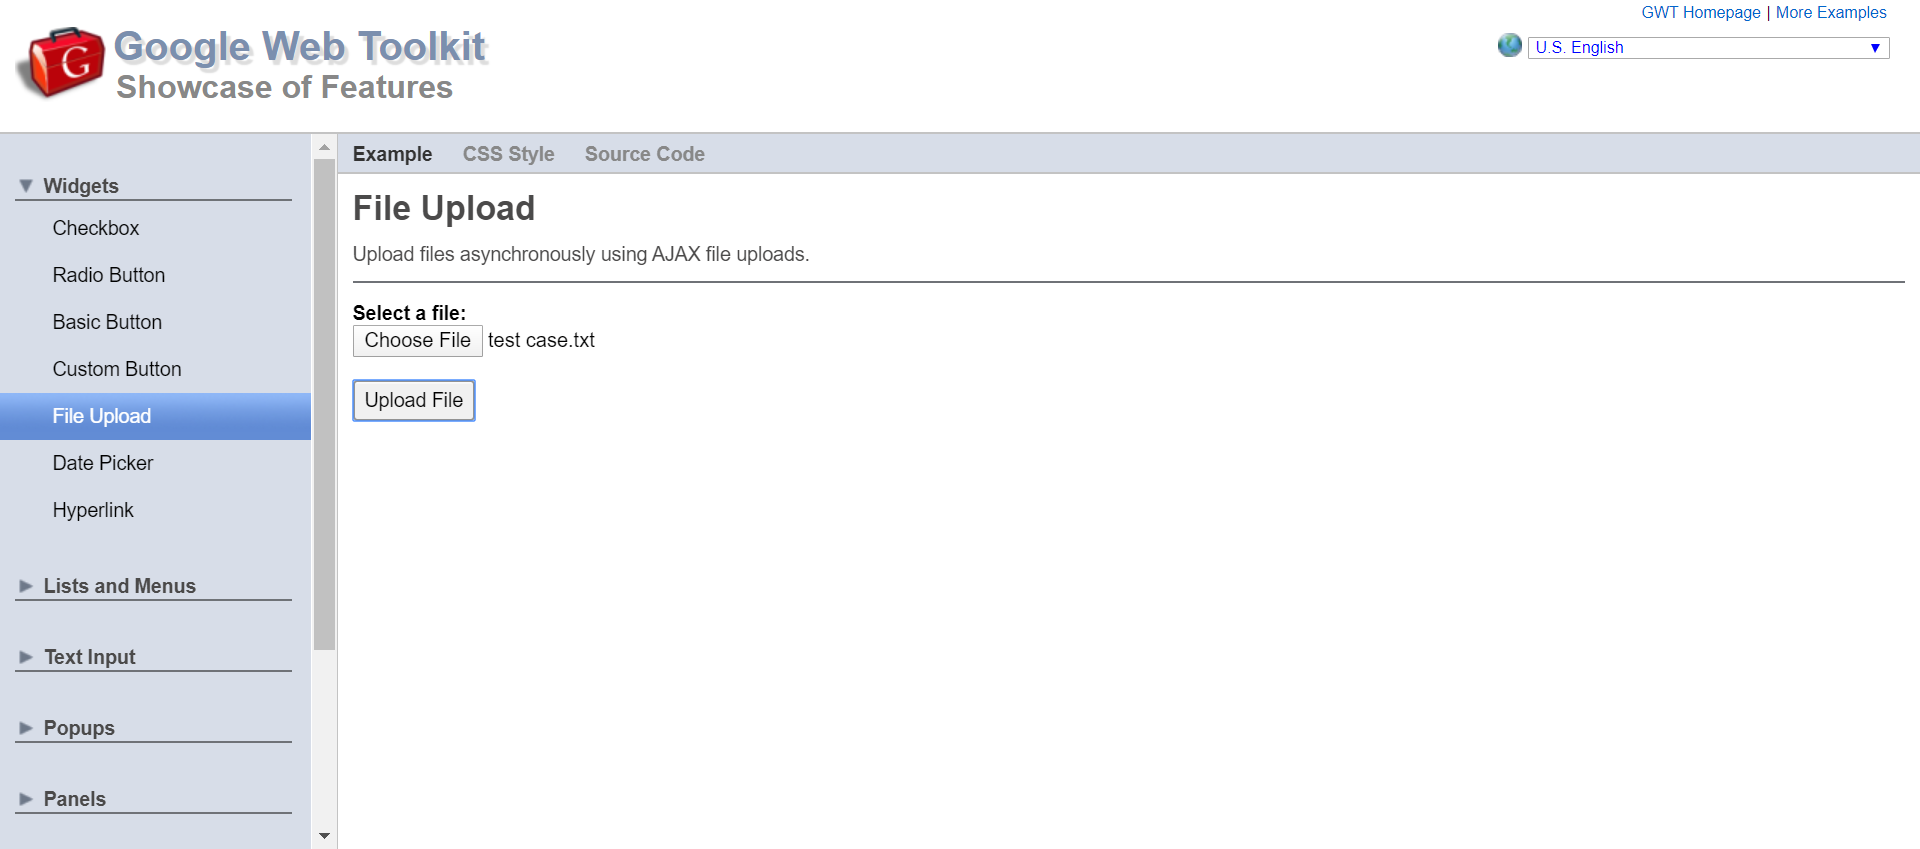 GWT Homepage | More Examples
Google Web Toolkit
Showcase of Features
U.S. English
G
Example CSS Style Source Code
Widgets
Checkbox
Radio Button
Basic Button
Custom Button
File Upload
Date Picker
Hyperlink
Lists and Menus
Text Input
Popups
Panels
File Upload
Upload files asynchronously using AJAX file uploads.
Select a file:
Choose File test case.txt
Upload File